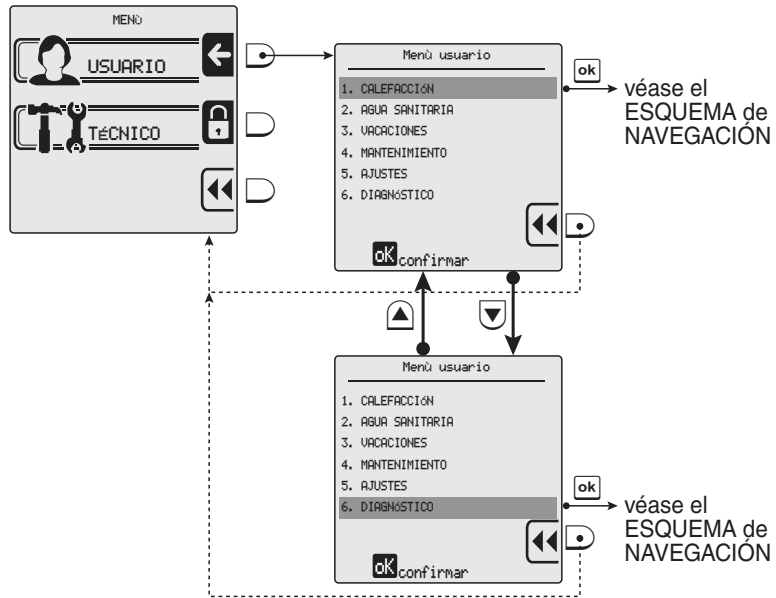 MENù
USUARIO
TéCNICO
Menù usuario
1. CALEFACCIóN
2. AGUA SANITARIA
3. VACACIONES
4. MANTENIMIENTO
5. AJUSTES
6. DIAGNóSTICO
oK confirmar
ok
véase el
ESQUEMA de
NAVEGACIÓN
Menù usuario
1. CALEFACCIóN
2. AGUA SANITARIA
3. VACACIONES
4. MANTENIMIENTO
5. AJUSTES
6. DIAGNóSTICO
oK confirmar
ok
véase el
ESQUEMA de
NAVEGACIÓN